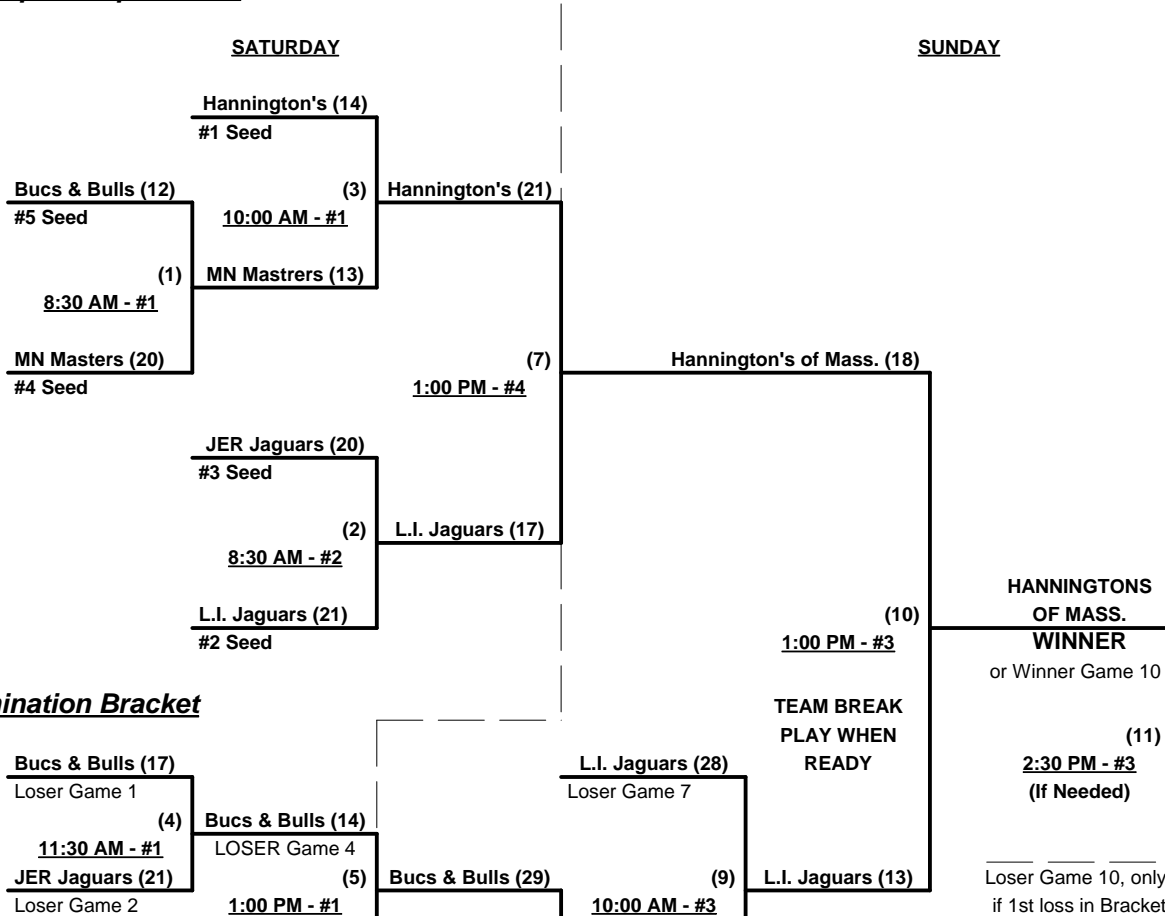 SATURDAY
SUNDAY
Hannington's (14)
#1 Seed
Bucs & Bulls (12)
(3)
Hannington's (21)
#5 Seed
10:00 AM - #1
(1)
MN Mastrers (13)
8:30 AM - #1
MN Masters (20)
(7)
Hannington's of Mass. (18)
#4 Seed
1:00 PM - #4
JER Jaguars (20)
#3 Seed
(2)
L.I. Jaguars (17)
8:30 AM - #2
HANNINGTONS
L.I. Jaguars (21)
(10)
OF MASS.
#2 Seed
1:00 PM - #3
WINNER
or Winner Game 10
ination Bracket
TEAM BREAK
PLAY WHEN
(11)
Bucs & Bulls (17)
L.I. Jaguars (28)
READY
2:30 PM - #3
Loser Game 1
Loser Game 7
(If Needed)
(4)
Bucs & Bulls (14)
11:30 AM - #1
LOSER Game 4
JER Jaguars (21)
(5)
Bucs & Bulls (29)
(9)
L.I. Jaguars (13)
Loser Game 10, only
Loser Game 2
1:00 PM - #1
10:00 AM - #3
if 1st loss in Bracket